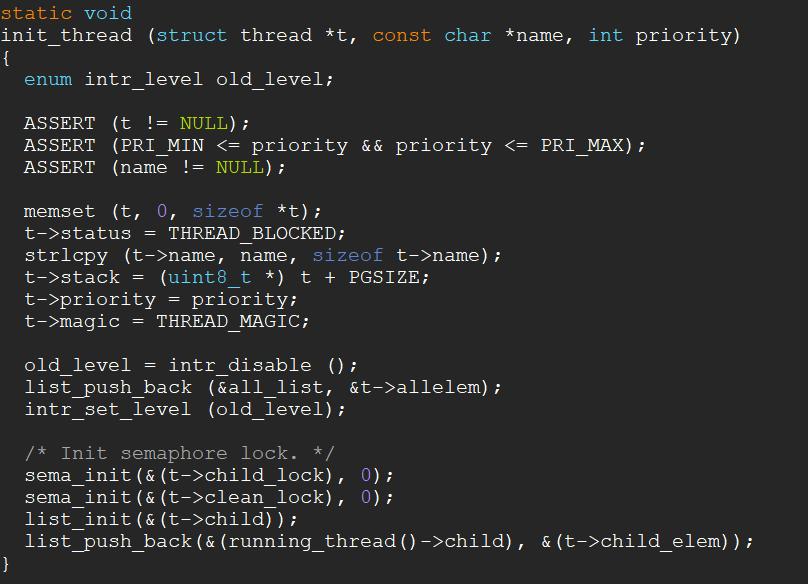 static void
init_thread (struct thread *t, const char *name, int priority)
{
  enum intr_level old_level;

  ASSERT (t != NULL);
  ASSERT (PRI_MIN <= priority && priority <= PRI_MAX);
  ASSERT (name != NULL);

  memset (t, 0, sizeof *t);
  t->status = THREAD_BLOCKED;
  strlcpy (t->name, name, sizeof t->name);
  t->stack = (uint8_t *) t + PGSIZE;
  t->priority = priority;
  t->magic = THREAD_MAGIC;

  old_level = intr_disable ();
  list_push_back (&all_list, &t->allelem);
  intr_set_level (old_level);

  /* Init semaphore lock. */
  sema_init(&(t->child_lock), 0);
  sema_init(&(t->clean_lock), 0);
  list_init(&(t->child));
  list_push_back(&(running_thread()->child), &(t->child_elem));
}